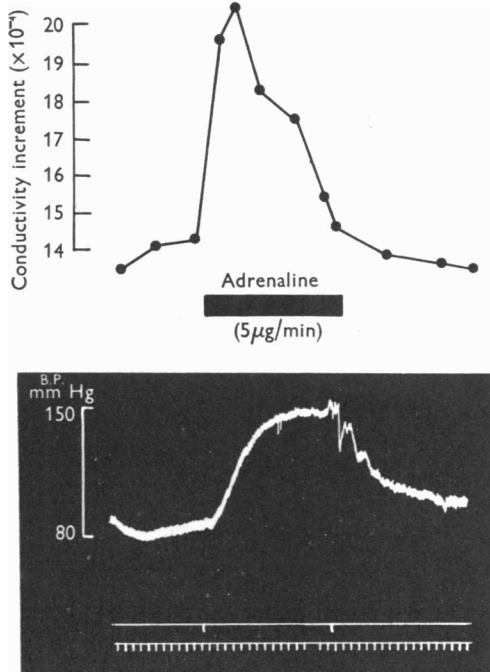 Conductivity increment (×10⁻⁴)
20
19
18
17
16
15
14
Adrenaline
(5μg/min)
B.P.
mm Hg
150
80